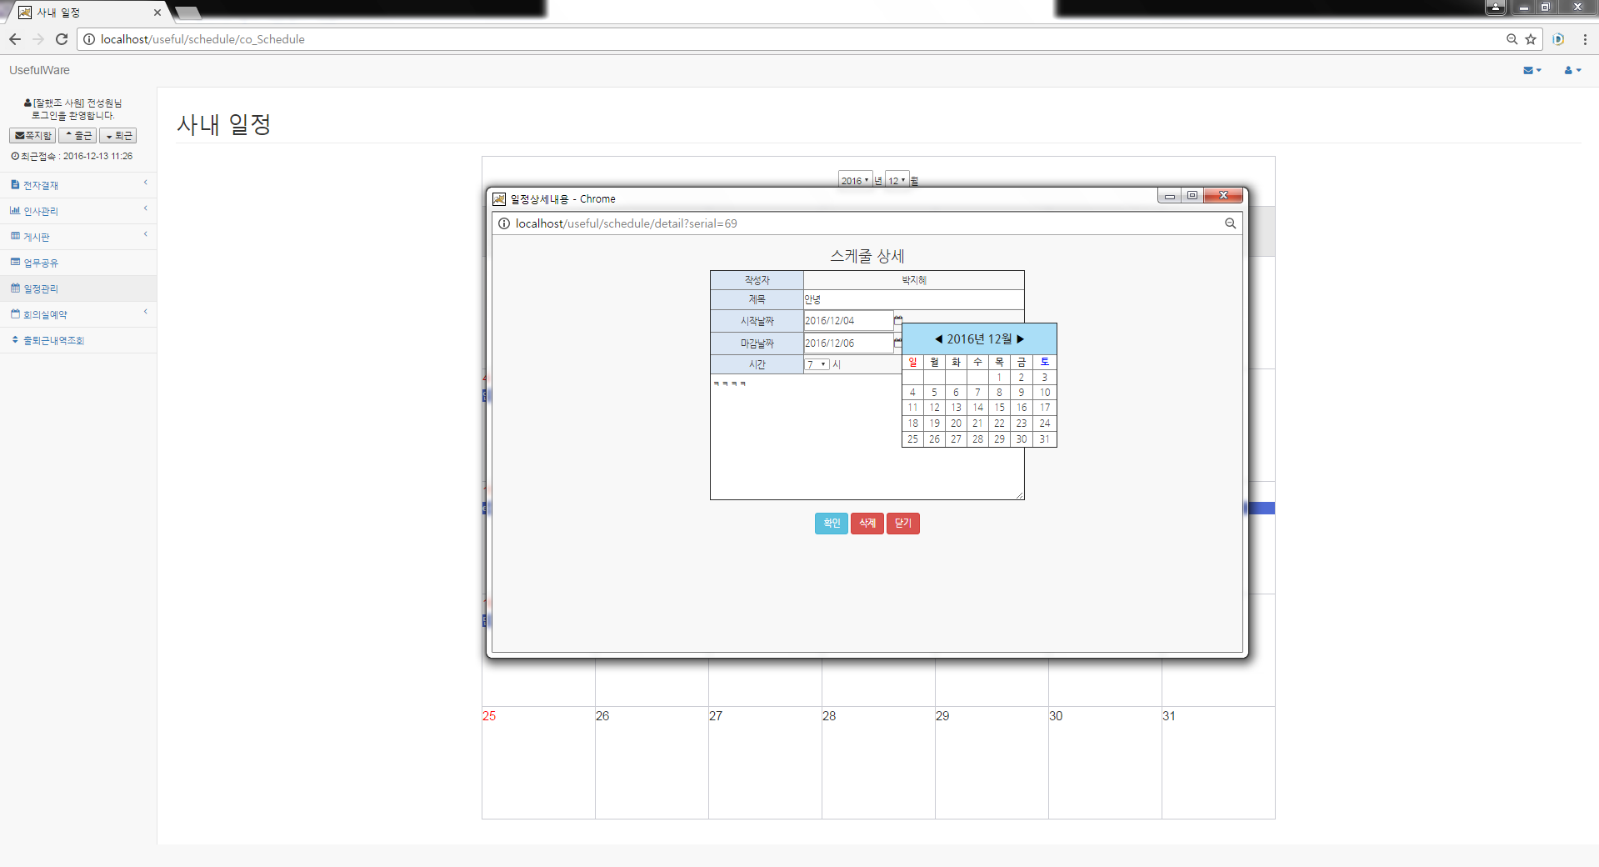 사내 일정
localhost/useful/schedule/co_Schedule
UsefulWare
[잘했조 사원] 전성원님
로그인을 환영합니다.
쪽지함 출근 퇴근
최근접속 : 2016-12-13 11:26
전자결재
인사관리
게시판
업무공유
일정관리
회의실예약
출퇴근내역조회
사내 일정
2016 년 12 월
일정상세내용 - Chrome
localhost/useful/schedule/detail?serial=69
스케줄 상세
작성자 박지혜
제목 안녕
시작날짜 2016/12/04
마감날짜 2016/12/06
시간 7 시
ㅋㅋㅋㅋ
◀ 2016년 12월 ▶
일 월 화 수 목 금 토
1 2 3
4 5 6 7 8 9 10
11 12 13 14 15 16 17
18 19 20 21 22 23 24
25 26 27 28 29 30 31
확인 삭제 닫기
25 26 27 28 29 30 31